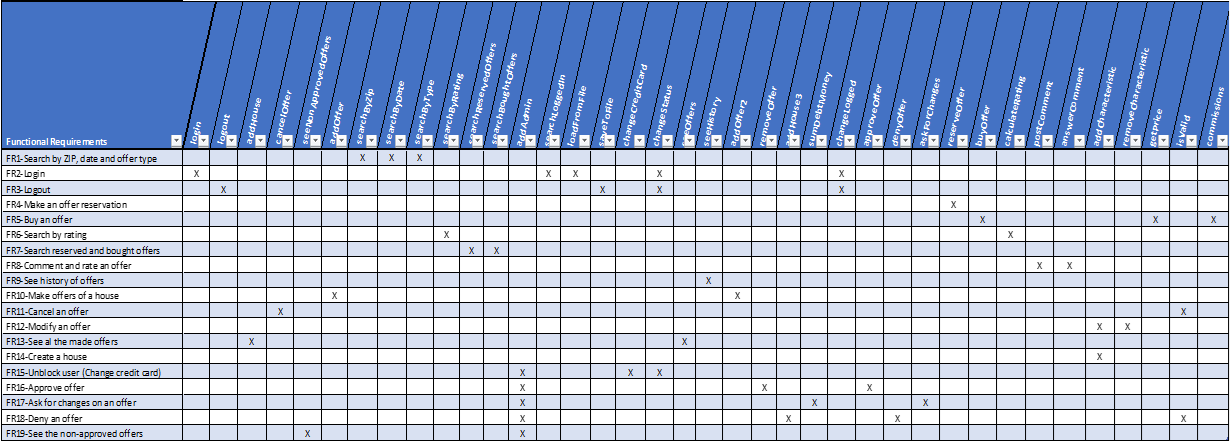 login
logout
addHouse
cancelOffer
seeNonApprovedOffers
addOffer
searchByZip
searchByDate
searchByType
searchByRating
searchReservedOffers
searchBoughtOffers
addAdmin
searchLoggedIn
loadFromFile
saveToFile
changeCreditCard
changeStatus
seeOffers
seeHistory
addOffer2
removeOffer
addHouse3
sumDebtMoney
changeLogged
approveOffer
denyOffer
askForChanges
reserveOffer
buyOffer
calculateRating
postComment
answerComment
addCharacteristic
removeCharacteristic
getPrice
isValid
commissions
Functional Requirements
FR1-Search by ZIP, date and offer type X X X
FR2-Login X X X X X
FR3-Logout X X X X
FR4-Make an offer reservation X
FR5-Buy an offer X X X
FR6-Search by rating X X
FR7-Search reserved and bought offers X X
FR8-Comment and rate an offer X X
FR9-See history of offers X
FR10-Make offers of a house X X
FR11-Cancel an offer X X
FR12-Modify an offer X X
FR13-See al the made offers X X
FR14-Create a house X
FR15-Unblock user (Change credit card) X X X
FR16-Approve offer X X X
FR17-Ask for changes on an offer X X X
FR18-Deny an offer X X X X
FR19-See the non-approved offers X X